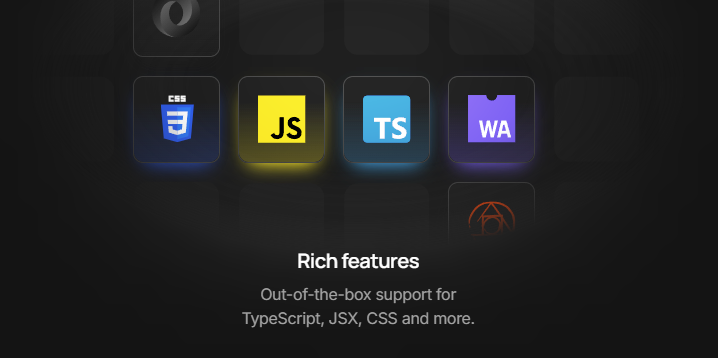 CSS
JS
TS
WA
Rich features
Out-of-the-box support for
TypeScript, JSX, CSS and more.